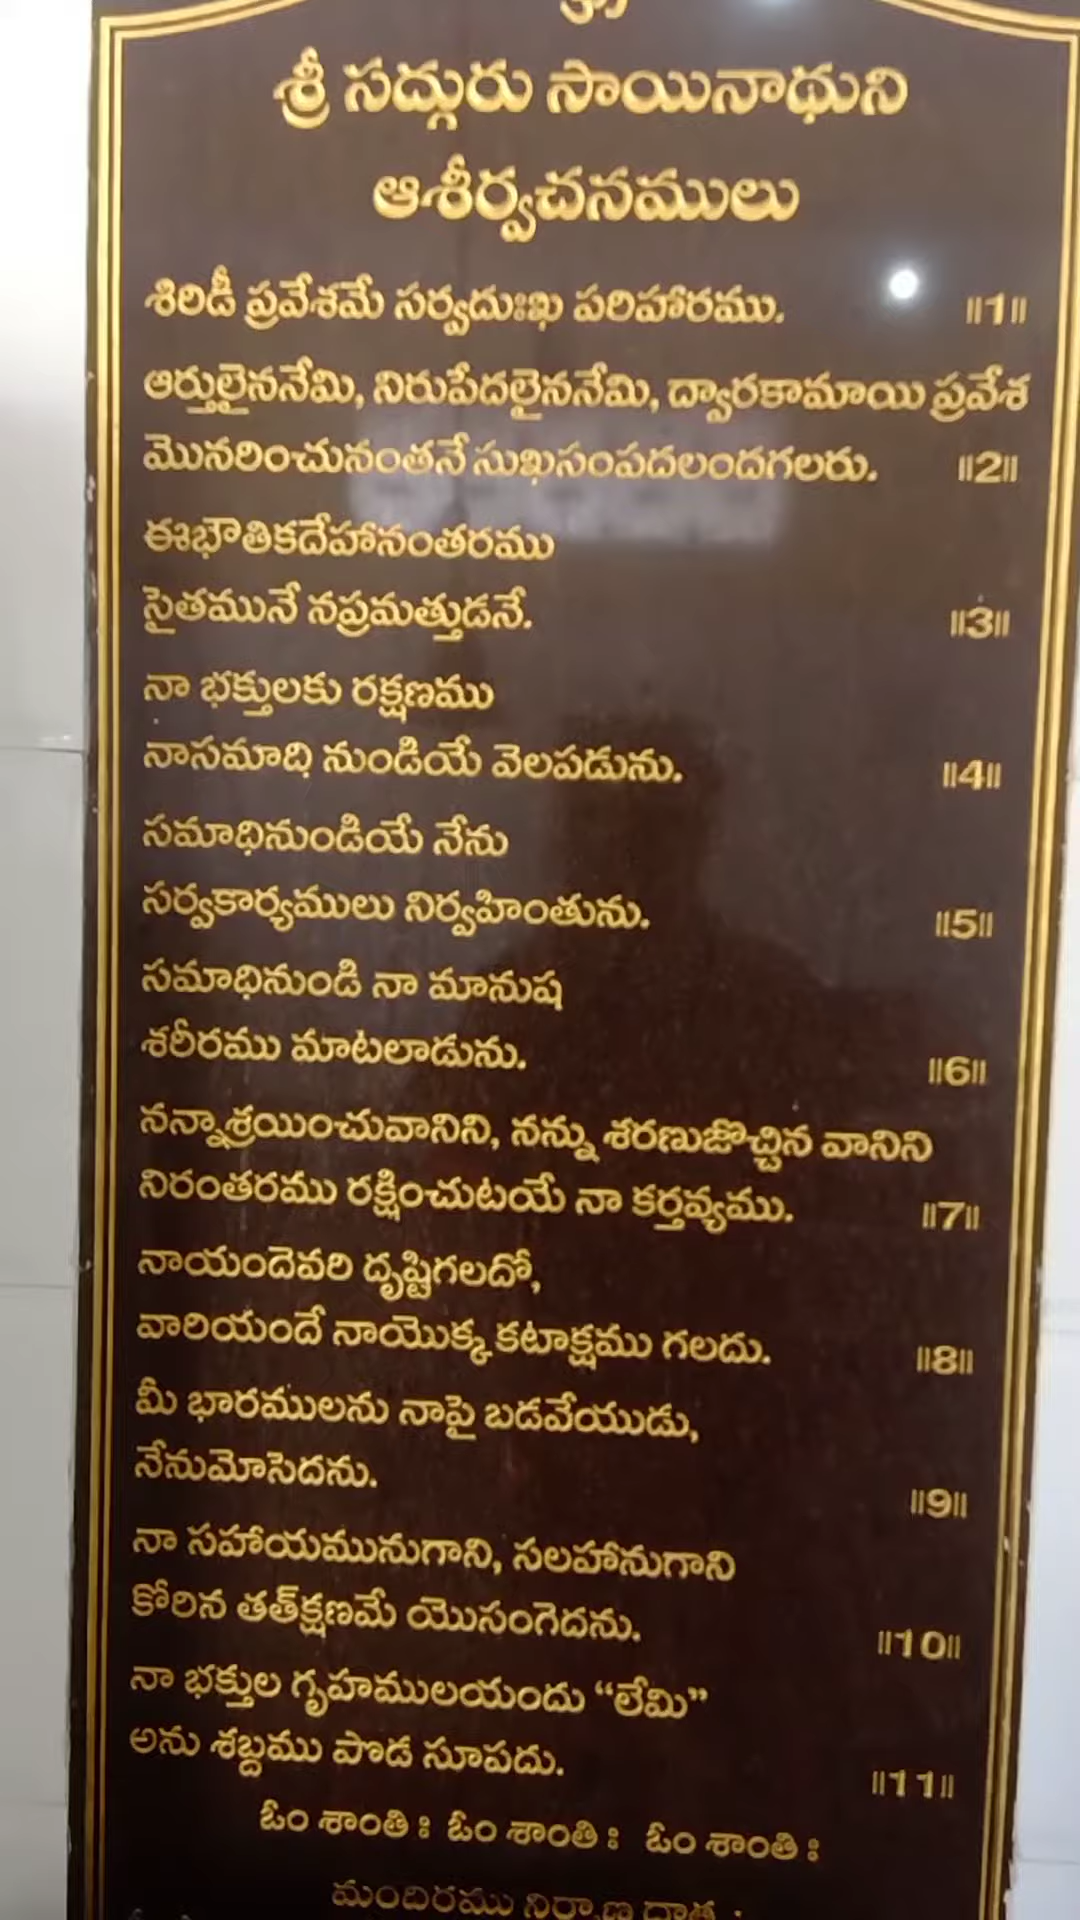 శ్రీ సద్గురు సాయినాథుని
ఆశీర్వచనములు
శిరిడీ ప్రవేశమే సర్వదుఃఖ పరిహారము. ॥1॥
ఆర్తులైననేమి, నిరుపేదలైననేమి, ద్వారకామాయి ప్రవేశ
మొనరించునంతనే సుఖసంపదలందగలరు. ॥2॥
ఈభౌతికదేహానంతరము
సైతమునే నప్రమత్తుడనే. ॥3॥
నా భక్తులకు రక్షణము
నాసమాది నుండియే వెలపడును. ॥4॥
సమాధినుండియే నేను
సర్వకార్యములు నిర్వహింతును. ॥5॥
సమాధినుండి నా మానుష
శరీరము మాటలాడును. ॥6॥
నన్నాశ్రయించువానిని, నన్ను శరణుజొచ్చిన వానిని
నిరంతరము రక్షించుటయే నా కర్తవ్యము. ॥7॥
నాయందెవరి దృష్టిగలదో,
వారియందే నాయొక్క కటాక్షము గలదు. ॥8॥
మీ భారములను నాపై బడవేయుడు,
నేనుమోసెదను. ॥9॥
నా సహాయమునుగాని, సలహానుగాని
కోరిన తత్‌క్షణమే యొసంగెదను. ॥10॥
నా భక్తుల గృహములయందు “లేమి”
అను శబ్దము పొడ సూపదు. ॥11॥
ఓం శాంతి ః ఓం శాంతి ః ఓం శాంతి ః
మందిరము నిర్మాణ దాత :